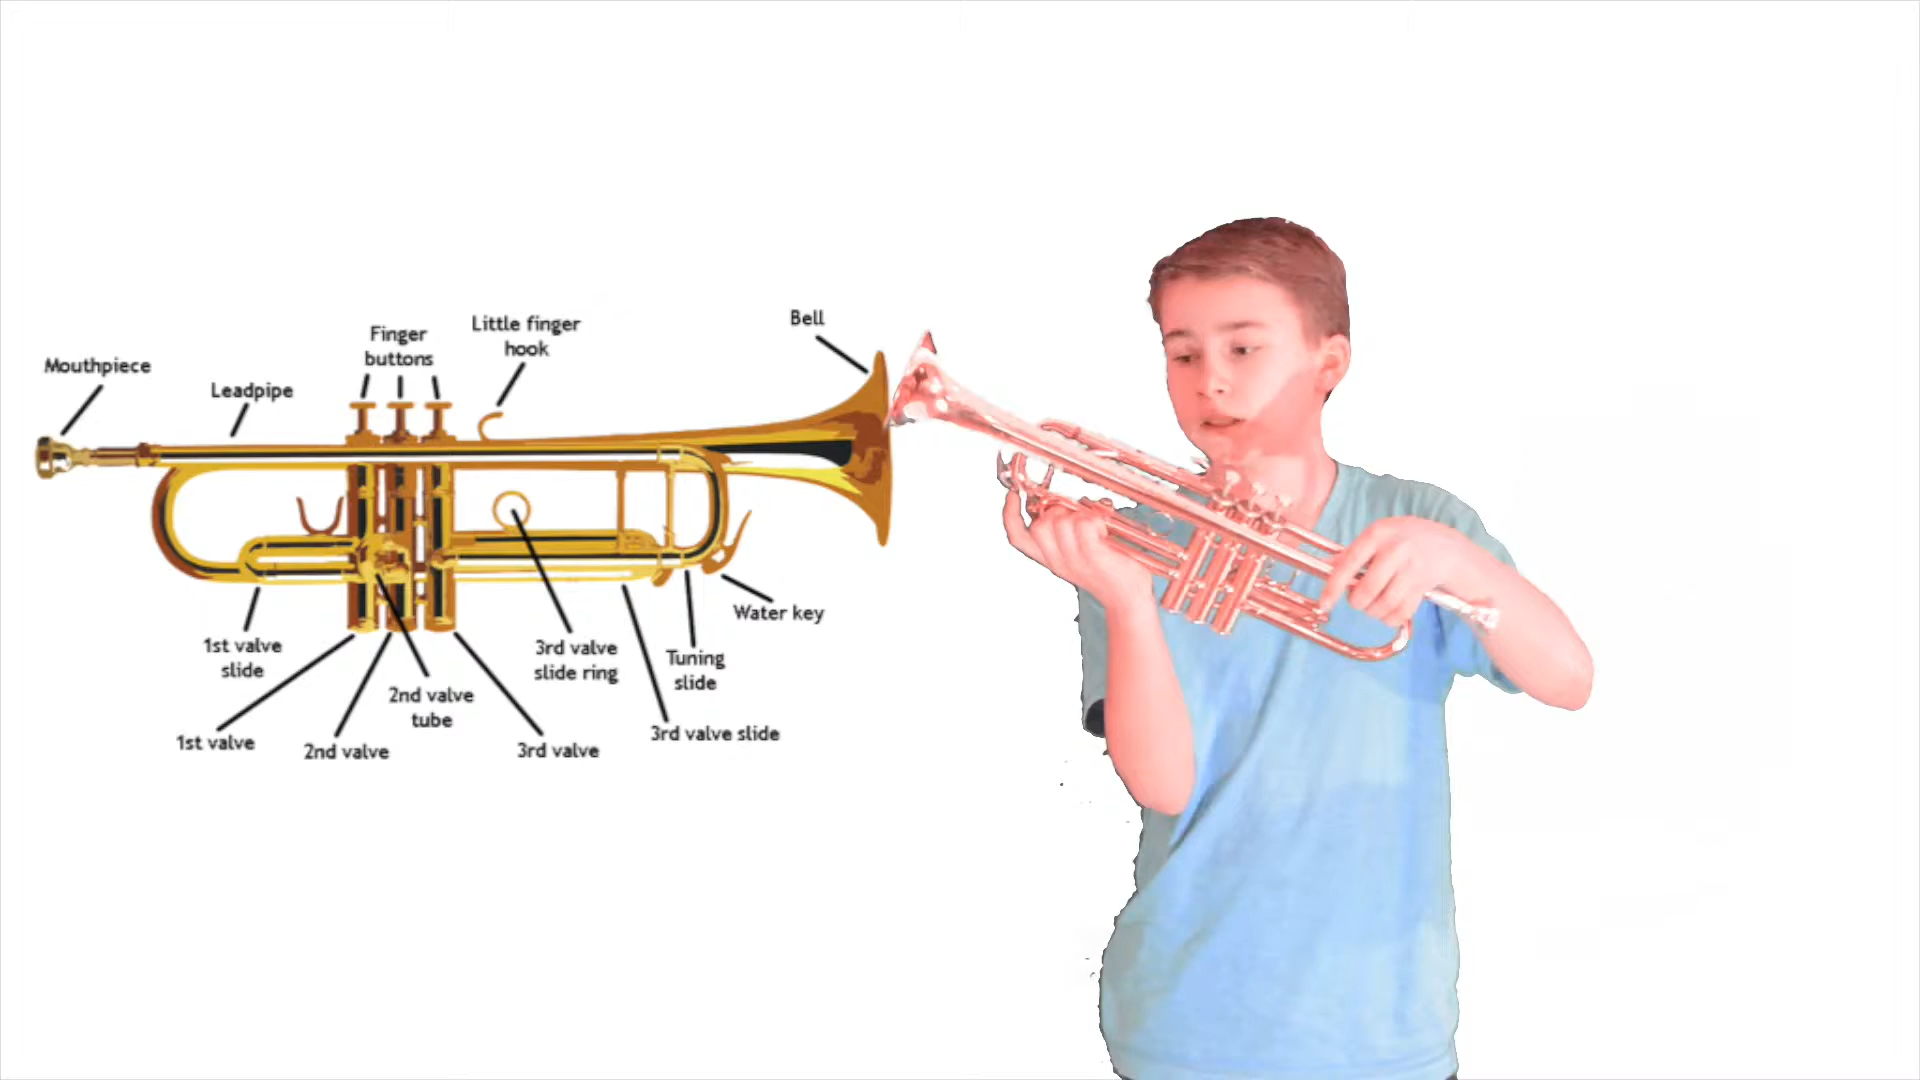 Mouthpiece
Leadpipe
Finger
buttons
Little finger
hook
Bell
1st valve
slide
1st valve
2nd valve
2nd valve
tube
3rd valve
3rd valve
slide ring
3rd valve slide
Tuning
slide
Water key